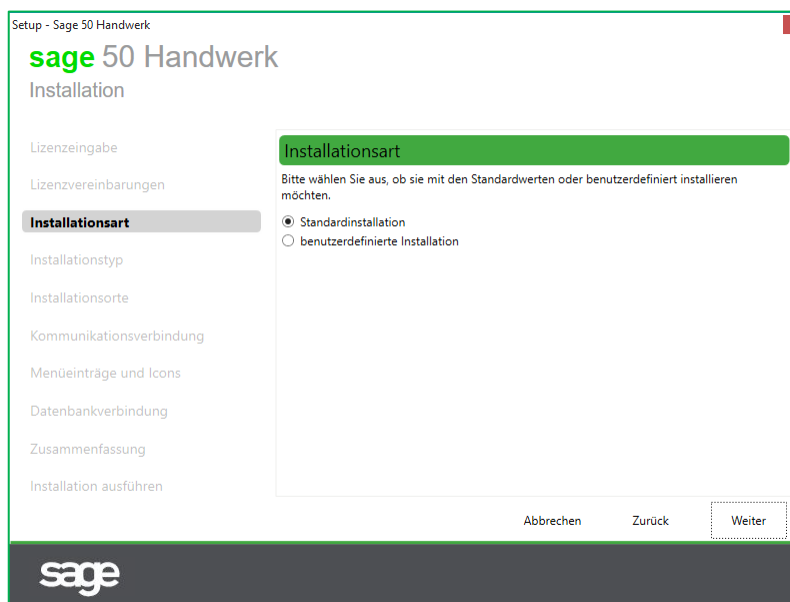 Setup - Sage 50 Handwerk
sage 50 Handwerk
Installation
Lizenzeingabe
Lizenzvereinbarungen
Installationsart
Installationstyp
Installationsorte
Kommunikationsverbindung
Menüeinträge und Icons
Datenbankverbindung
Zusammenfassung
Installation ausführen
Installationsart
Bitte wählen Sie aus, ob sie mit den Standardwerten oder benutzerdefiniert installieren
möchten.
Standardinstallation
benutzerdefinierte Installation
Abbrechen Zurück Weiter
sage